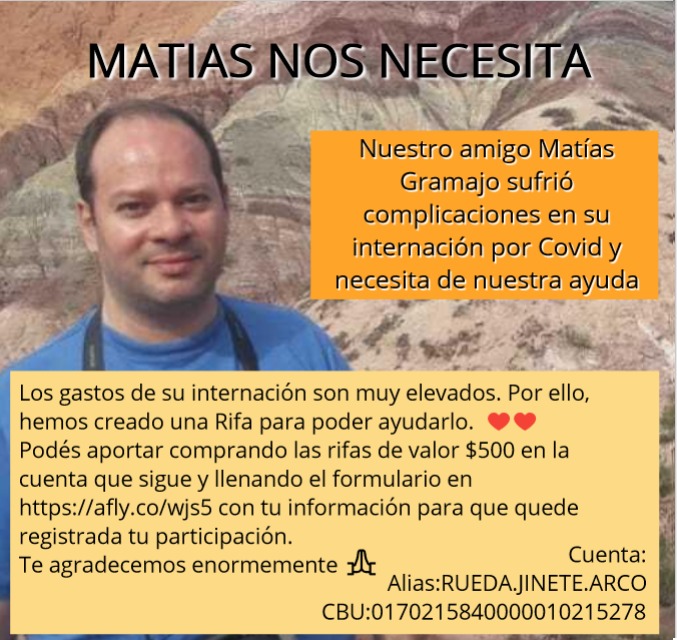 MATIAS NOS NECESITA
Nuestro amigo Matías
Gramajo sufrió
complicaciones en su
internación por Covid y
necesita de nuestra ayuda
Los gastos de su internación son muy elevados. Por ello,
hemos creado una Rifa para poder ayudarlo. ♥♥
Podés aportar comprando las rifas de valor $500 en la
cuenta que sigue y llenando el formulario en
https://afly.co/wjs5 con tu información para que quede
registrada tu participación.
Te agradecemos enormemente 🙏
Cuenta:
Alias:RUEDA.JINETE.ARCO
CBU:0170215840000010215278